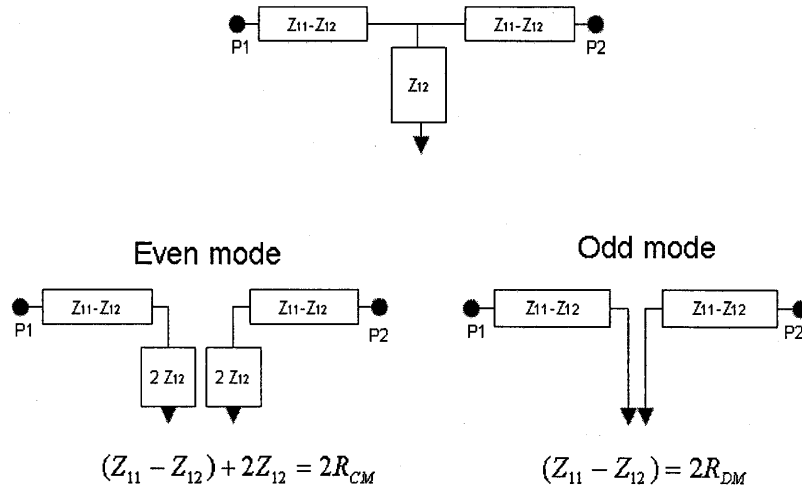 Z11-Z12 Z11-Z12
P1 P2
Z12
Even mode Odd mode
Z11-Z12 Z11-Z12 Z11-Z12 Z11-Z12
P1 P2 P1 P2
2 Z12 2 Z12
(Z11 − Z12) + 2Z12 = 2RCM (Z11 − Z12) = 2RDM